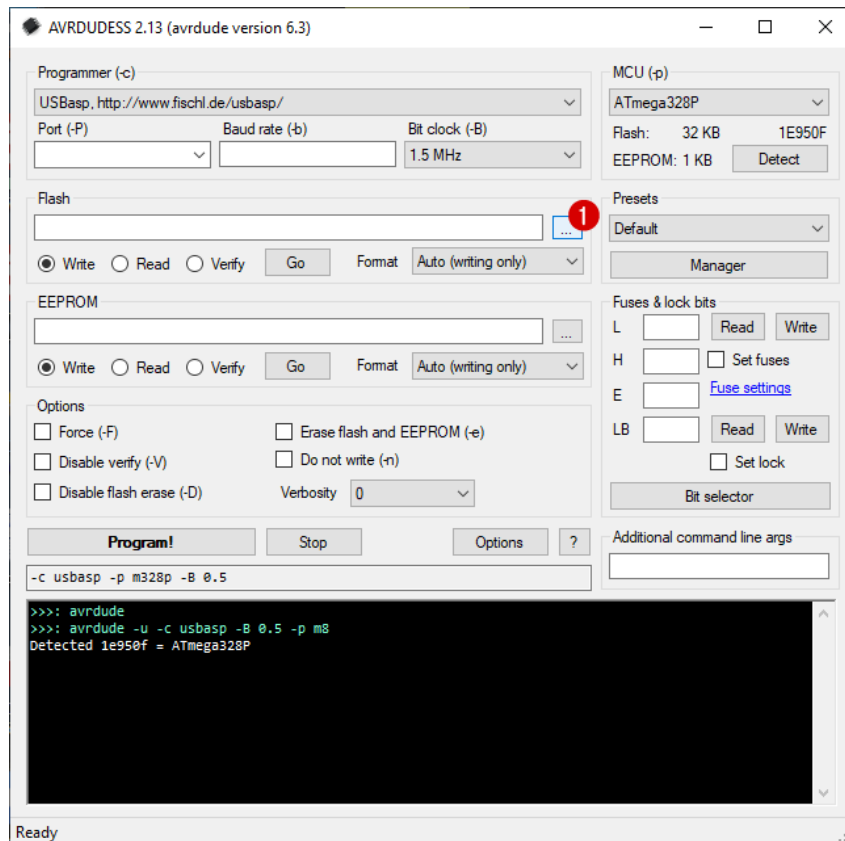 AVRDUDESS 2.13 (avrdude version 6.3)
Programmer (-c)
USBasp, http://www.fischl.de/usbasp/
Port (-P) Baud rate (-b) Bit clock (-B)
1.5 MHz
MCU (-p)
ATmega328P
Flash: 32 KB 1E950F
EEPROM: 1 KB Detect
Flash
... 1
Write Read Verify Go Format Auto (writing only)
Presets
Default
Manager
EEPROM
...
Write Read Verify Go Format Auto (writing only)
Fuses & lock bits
L Read Write
H Set fuses
E Fuse settings
LB Read Write
Set lock
Bit selector
Options
Force (-F) Erase flash and EEPROM (-e)
Disable verify (-V) Do not write (-n)
Disable flash erase (-D) Verbosity 0
Program! Stop Options ?
Additional command line args
-c usbasp -p m328p -B 0.5
>>>: avrdude
>>>: avrdude -u -c usbasp -B 0.5 -p m8
Detected 1e950f = ATmega328P
Ready